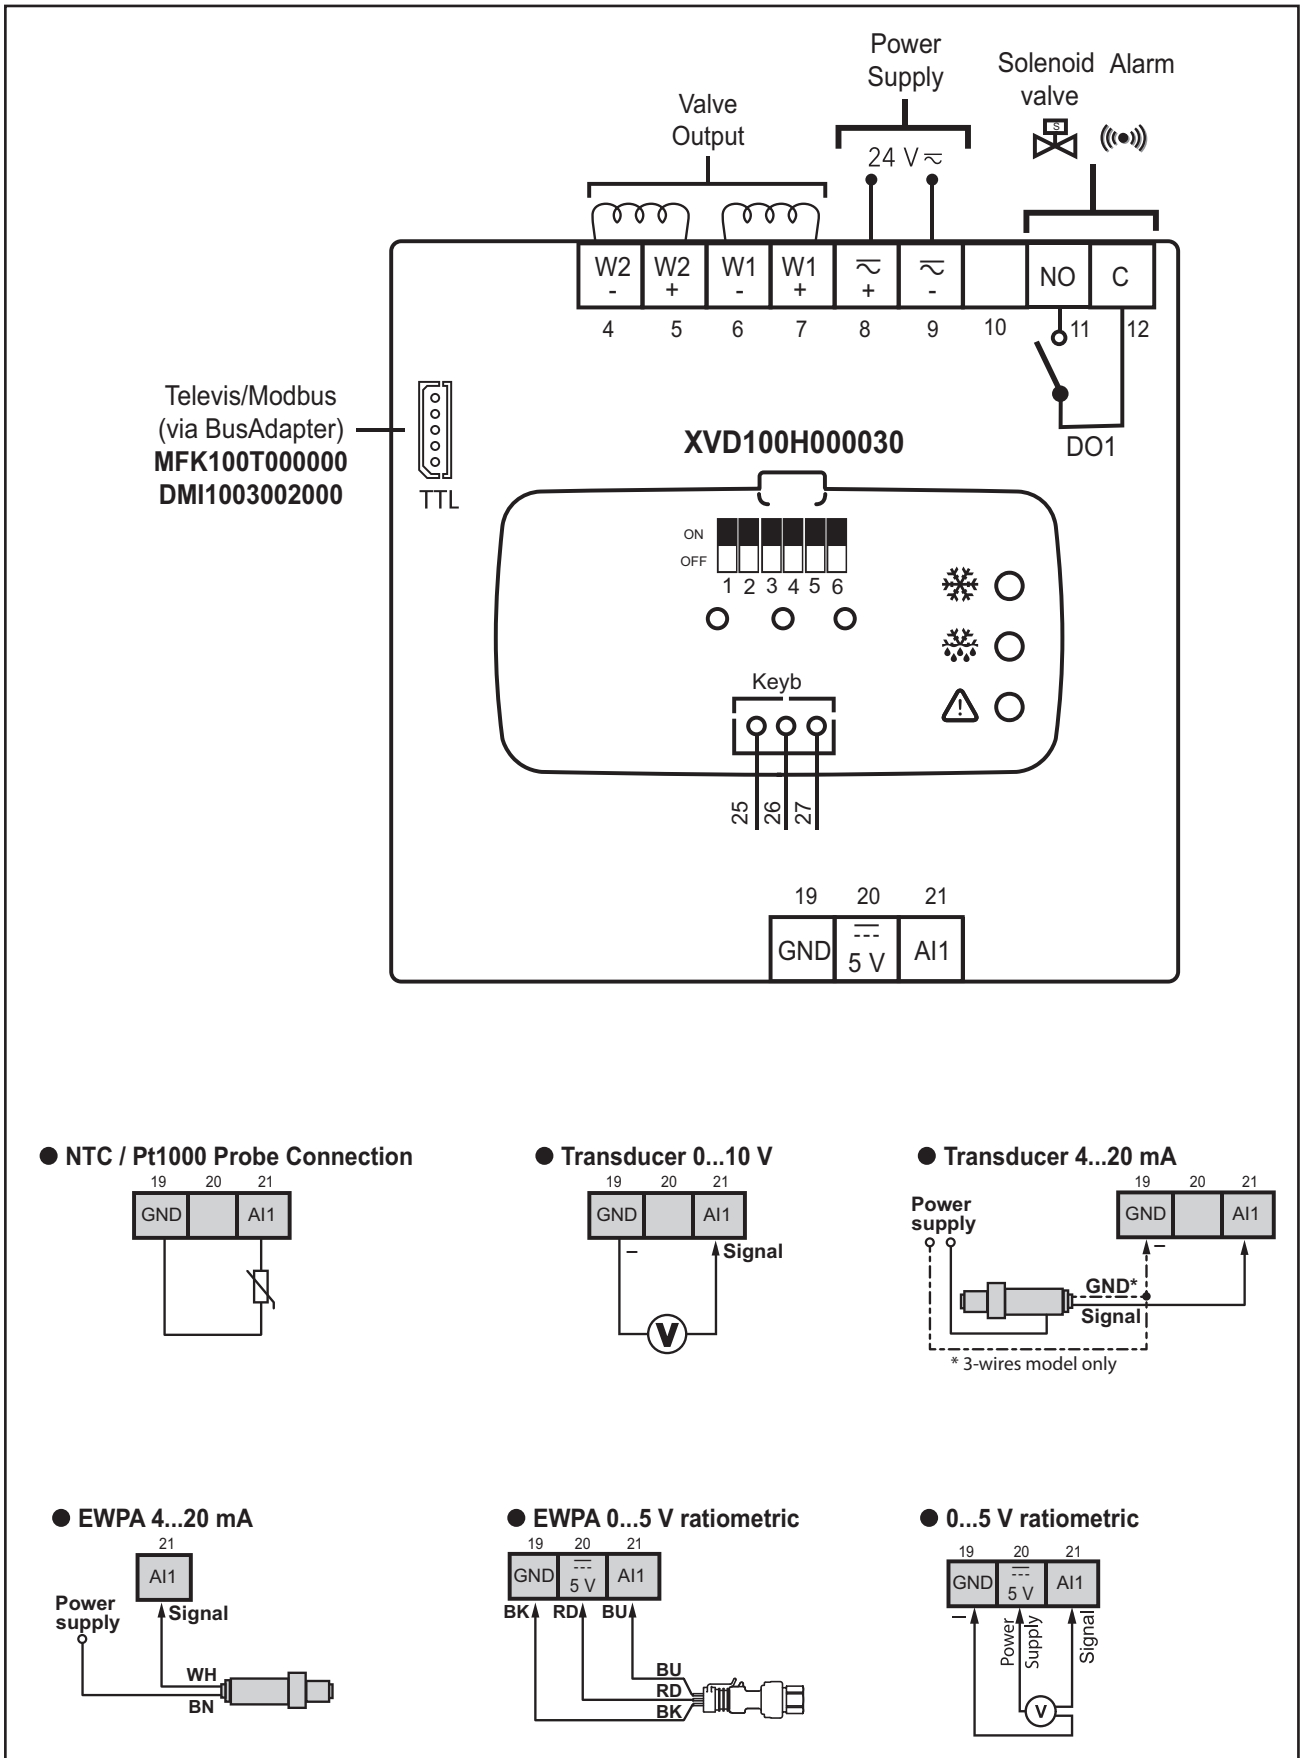 Power
Supply
Solenoid
valve
Alarm
Valve
Output
24 V
S
W2
-
W2
+
W1
-
W1
+
+
-
NO
C
4 5 6 7 8 9 10 11 12
DO1
Televis/Modbus
(via BusAdapter)
MFK100T000000
DMI1003002000
TTL
XVD100H000030
ON
OFF
1 2 3 4 5 6
Keyb
25 26 27
19 20 21
GND 5 V AI1
● NTC / Pt1000 Probe Connection
19 20 21
GND AI1
● Transducer 0...10 V
19 20 21
GND AI1
– Signal
V
● Transducer 4...20 mA
19 20 21
GND AI1
Power
supply
–
GND*
Signal
* 3-wires model only
● EWPA 4...20 mA
21
AI1
Power
supply
Signal
WH
BN
● EWPA 0...5 V ratiometric
19 20 21
GND 5 V AI1
BK RD BU
BU
RD
BK
● 0...5 V ratiometric
19 20 21
GND 5 V AI1
–
Power
Supply
Signal
V